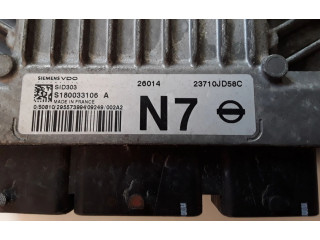 SIEMENS VDO
SID303
S180033106 A
MADE IN FRANCE
26014
23710JD58C
N7